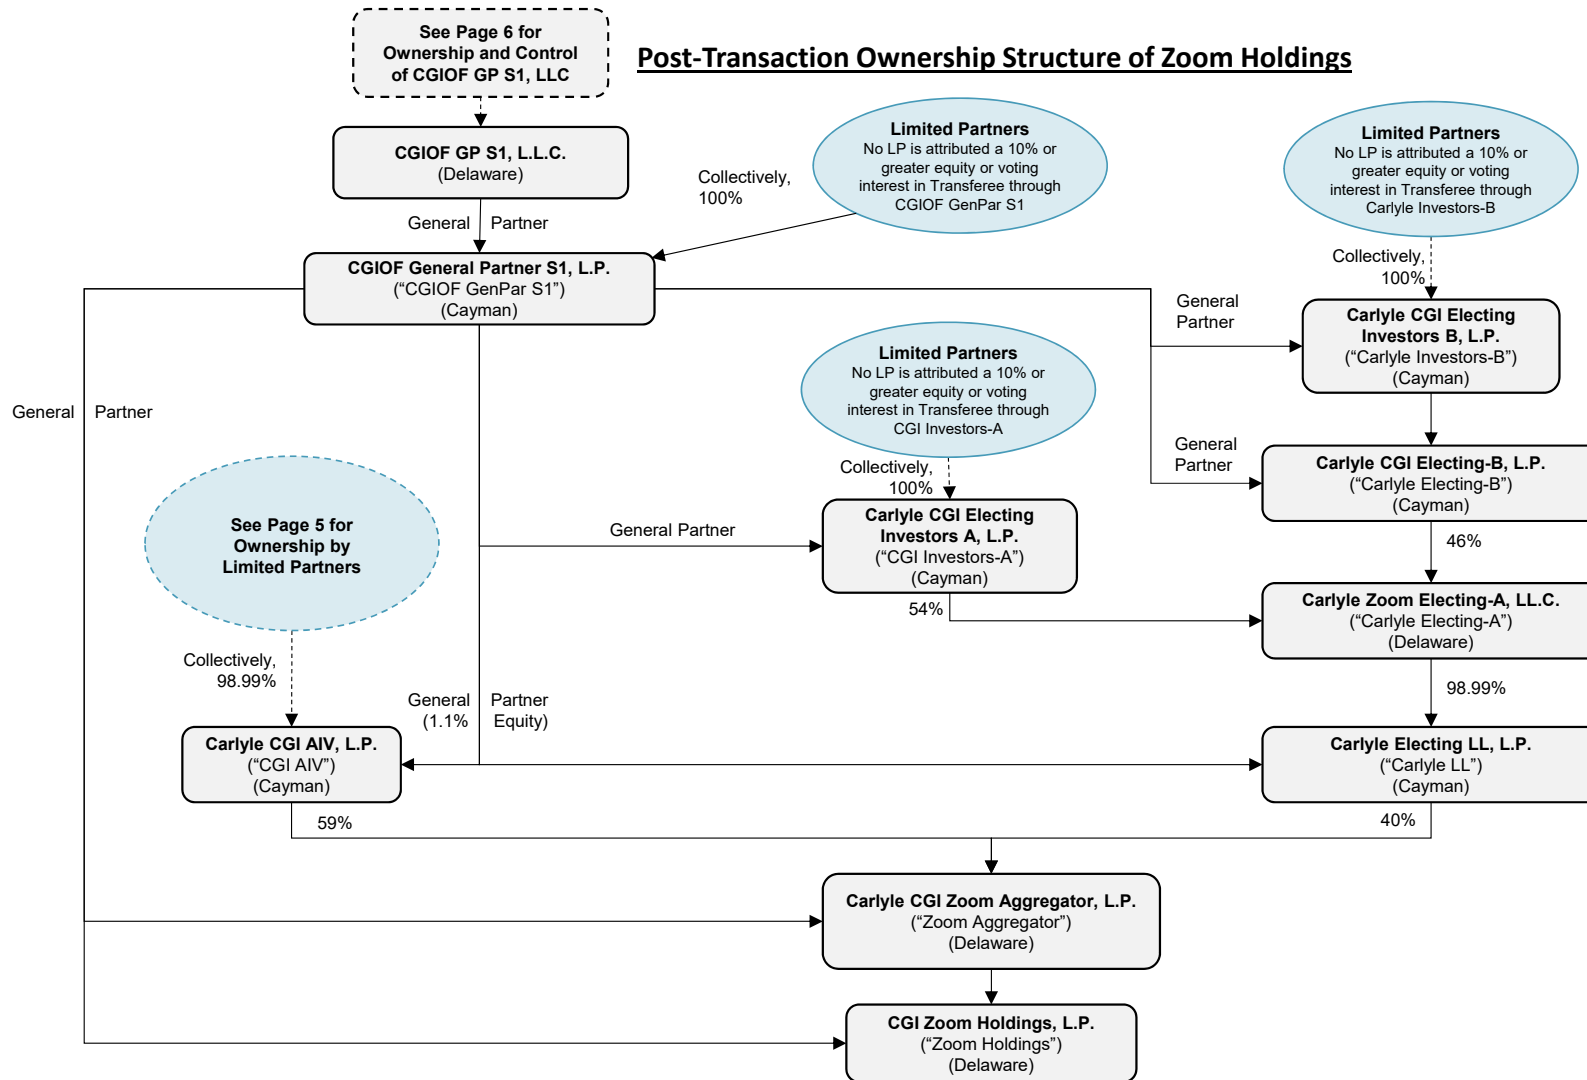 See Page 6 for
Ownership and Control
of CGIOF GP S1, LLC
Post-Transaction Ownership Structure of Zoom Holdings
CGIOF GP S1, L.L.C.
(Delaware)
General Partner
Limited Partners
No LP is attributed a 10% or
greater equity or voting
interest in Transferee through
CGIOF GenPar S1
Collectively,
100%
Limited Partners
No LP is attributed a 10% or
greater equity or voting
interest in Transferee through
Carlyle Investors-B
Collectively,
100%
CGIOF General Partner S1, L.P.
(“CGIOF GenPar S1”)
(Cayman)
General
Partner
Carlyle CGI Electing
Investors B, L.P.
(“Carlyle Investors-B”)
(Cayman)
Limited Partners
No LP is attributed a 10% or
greater equity or voting
interest in Transferee through
CGI Investors-A
Collectively,
100%
General Partner
General
Partner
Carlyle CGI Electing-B, L.P.
(“Carlyle Electing-B”)
(Cayman)
46%
See Page 5 for
Ownership by
Limited Partners
Collectively,
98.99%
General Partner
Carlyle CGI Electing
Investors A, L.P.
(“CGI Investors-A”)
(Cayman)
54%
Carlyle Zoom Electing-A, LL.C.
(“Carlyle Electing-A”)
(Delaware)
98.99%
General Partner
(1.1% Equity)
Carlyle CGI AIV, L.P.
(“CGI AIV”)
(Cayman)
59%
Carlyle Electing LL, L.P.
(“Carlyle LL”)
(Cayman)
40%
Carlyle CGI Zoom Aggregator, L.P.
(“Zoom Aggregator”)
(Delaware)
CGI Zoom Holdings, L.P.
(“Zoom Holdings”)
(Delaware)